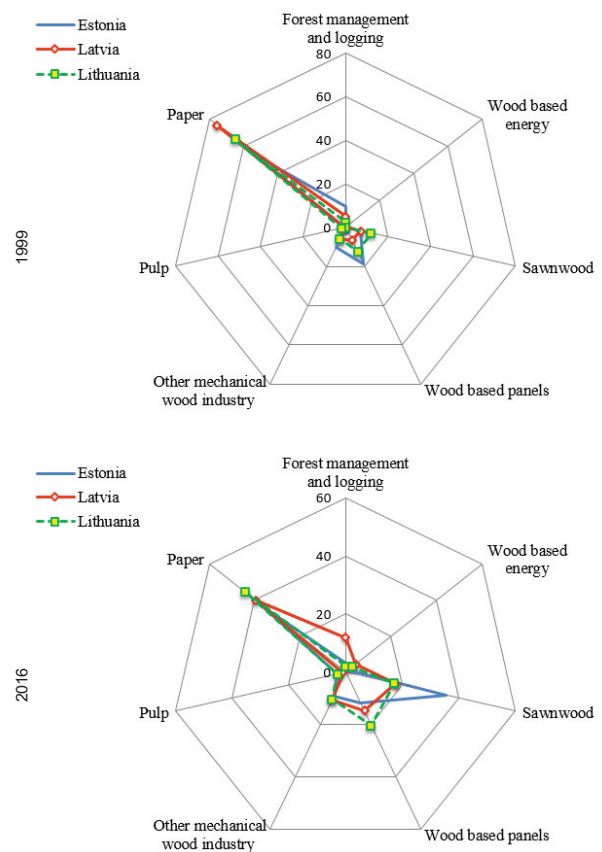 Estonia
Latvia
Lithuania
Forest management
and logging
80
60
40
20
0
Wood based
energy
Paper
1999
Pulp
Sawnwood
Other mechanical
wood industry
Wood based panels
Estonia
Latvia
Lithuania
Forest management
and logging
60
40
20
0
Wood based
energy
Paper
2016
Pulp
Sawnwood
Other mechanical
wood industry
Wood based panels